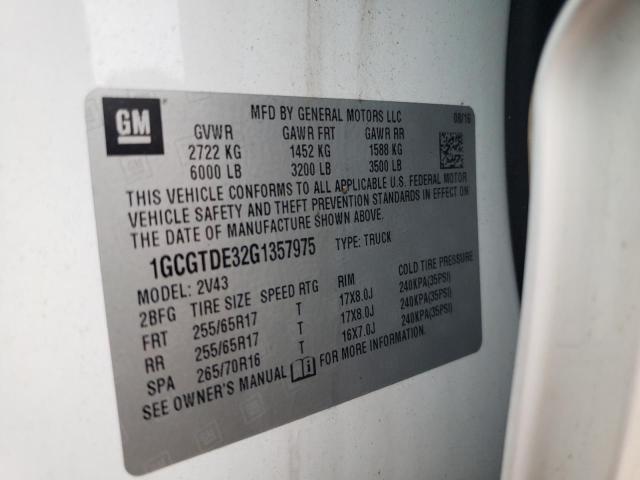 GM
MFD BY GENERAL MOTORS LLC 08/16
GVWR GAWR FRT GAWR RR
2722 KG 1452 KG 1588 KG
6000 LB 3200 LB 3500 LB
THIS VEHICLE CONFORMS TO ALL APPLICABLE U.S. FEDERAL MOTOR
VEHICLE SAFETY AND THEFT PREVENTION STANDARDS IN EFFECT ON
THE DATE OF MANUFACTURE SHOWN ABOVE.
1GCGTDE32G1357975 TYPE: TRUCK
MODEL: 2V43
2BFG TIRE SIZE SPEED RTG RIM COLD TIRE PRESSURE
FRT 255/65R17 T 17X8.0J 240KPA(35PSI)
RR 255/65R17 T 17X8.0J 240KPA(35PSI)
SPA 265/70R16 T 16X7.0J 240KPA(35PSI)
SEE OWNER'S MANUAL FOR MORE INFORMATION.